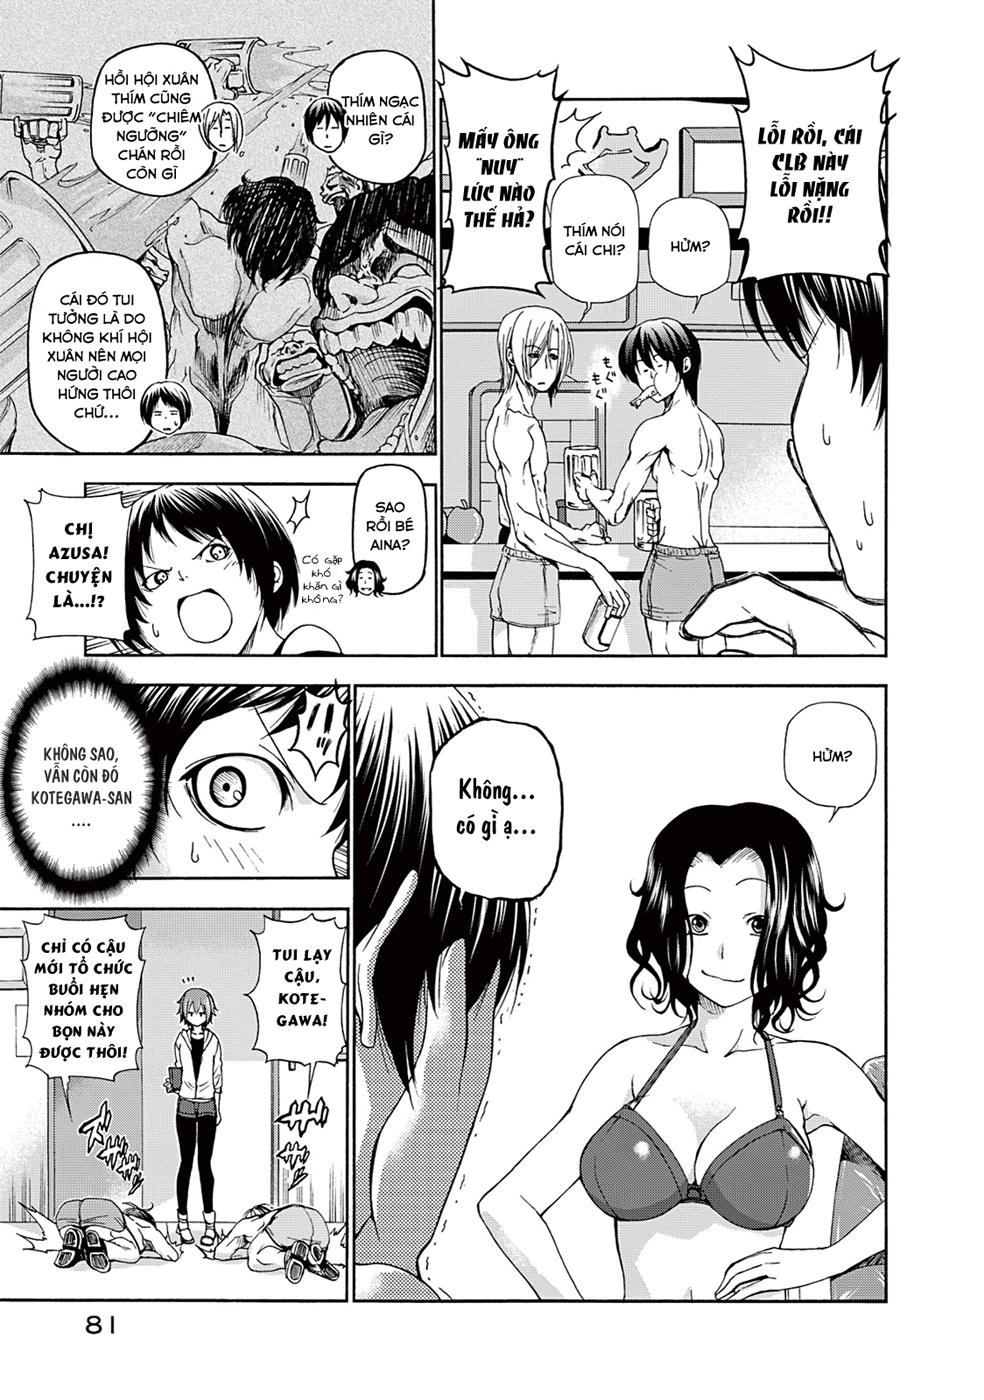 LỖI RỒI, CÁI
CLB NÀY
LỖI NẶNG
RỒI!!
MẤY ÔNG
"NUY"
LÚC NÀO
THẾ HẢ?
HỬM?
THÍM NÓI
CÁI CHI?
もぐ
もぐ
THÍM NGẠC
NHIÊN CÁI
GÌ?
HỒI HỘI XUÂN
THÍM CŨNG
ĐƯỢC "CHIÊM
NGƯỠNG"
CHÁN RỒI
CÒN GÌ
CÁI ĐÓ TUI
TƯỞNG LÀ DO
KHÔNG KHÍ HỘI
XUÂN NÊN MỌI
NGƯỜI CAO
HỨNG THÔI
CHỨ...
SAO
RỒI BÉ
AINA?
CÓ GẶP
KHÓ
KHĂN GÌ
KHÔNG?
CHỊ
AZUSA!
CHUYỆN
LÀ...!?
HỬM?
Không...
có gì ạ...
KHÔNG SAO,
VẪN CÒN ĐÓ
KOTEGAWA-SAN
....
TUI LẠY
CẬU,
KOTE-
GAWA!
CHỈ CÓ CẬU
MỚI TỔ CHỨC
BUỔI HẸN
NHÓM CHO
BỌN NÀY
ĐƯỢC THÔI!
81